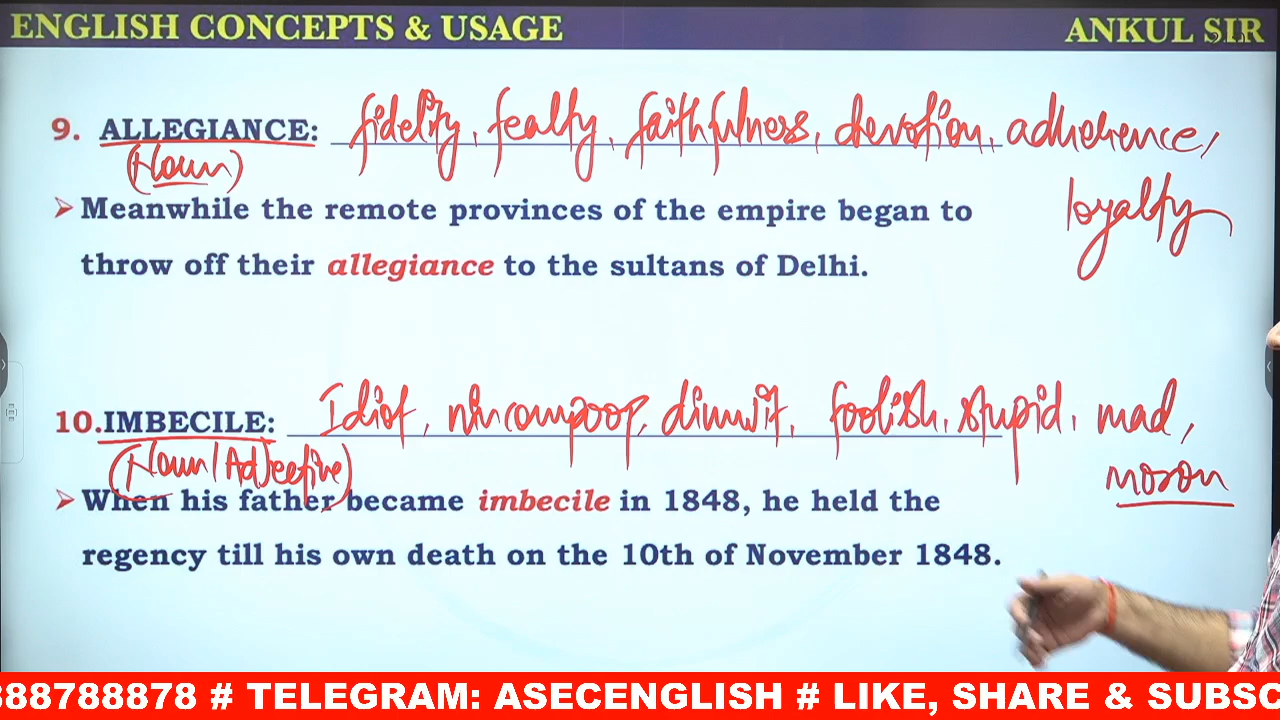 ENGLISH CONCEPTS & USAGE ANKUL SIR
9. ALLEGIANCE: fidelity, fealty, faithfulness, devotion, adherence,
(Noun) loyalty
➢ Meanwhile the remote provinces of the empire began to
throw off their allegiance to the sultans of Delhi.
10. IMBECILE: Idiot, nincompoop, dimwit, foolish, stupid, mad,
(Noun/Adjective) moron
➢ When his father became imbecile in 1848, he held the
regency till his own death on the 10th of November 1848.
388788878 # TELEGRAM: ASECENGLISH # LIKE, SHARE & SUBSC